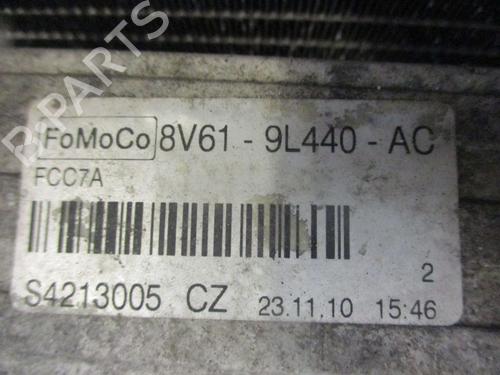 B-PARTS
FoMoCo 8V61 - 9L440 - AC
FCC7A
2
S4213005 CZ 23.11.10 15:46